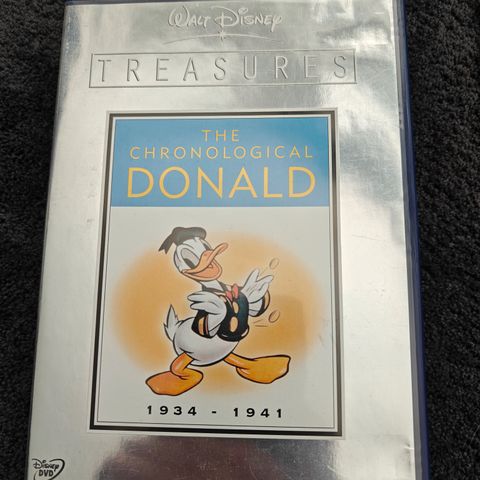 WALT DISNEY
TREASURES
THE
CHRONOLOGICAL
DONALD
1934 - 1941
Disney
DVD